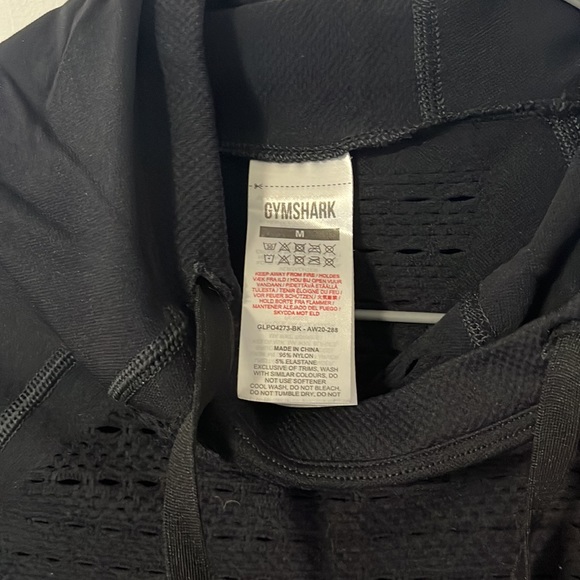 GYMSHARK
M
KEEP AWAY FROM FIRE / HOLDES
VÆK FRA ILD / HOU BIJ OPEN VUUR
VANDAAN / PIDETTÄVÄ ETÄÄLLÄ
TULESTA / TENIR ÉLOIGNÉ DU FEU /
VOR FEUER SCHÜTZEN /
HOLD BORTE FRA FLAMMER /
MANTENER ALEJADO DEL FUEGO /
SKYDDA MOT ELD
GLPO4273-BK - AW20-288
MADE IN CHINA
95% NYLON
5% ELASTANE
EXCLUSIVE OF TRIMS, WASH
WITH SIMILAR COLOURS, DO
NOT USE SOFTENER
COOL WASH, DO NOT BLEACH,
DO NOT TUMBLE DRY, DO NOT